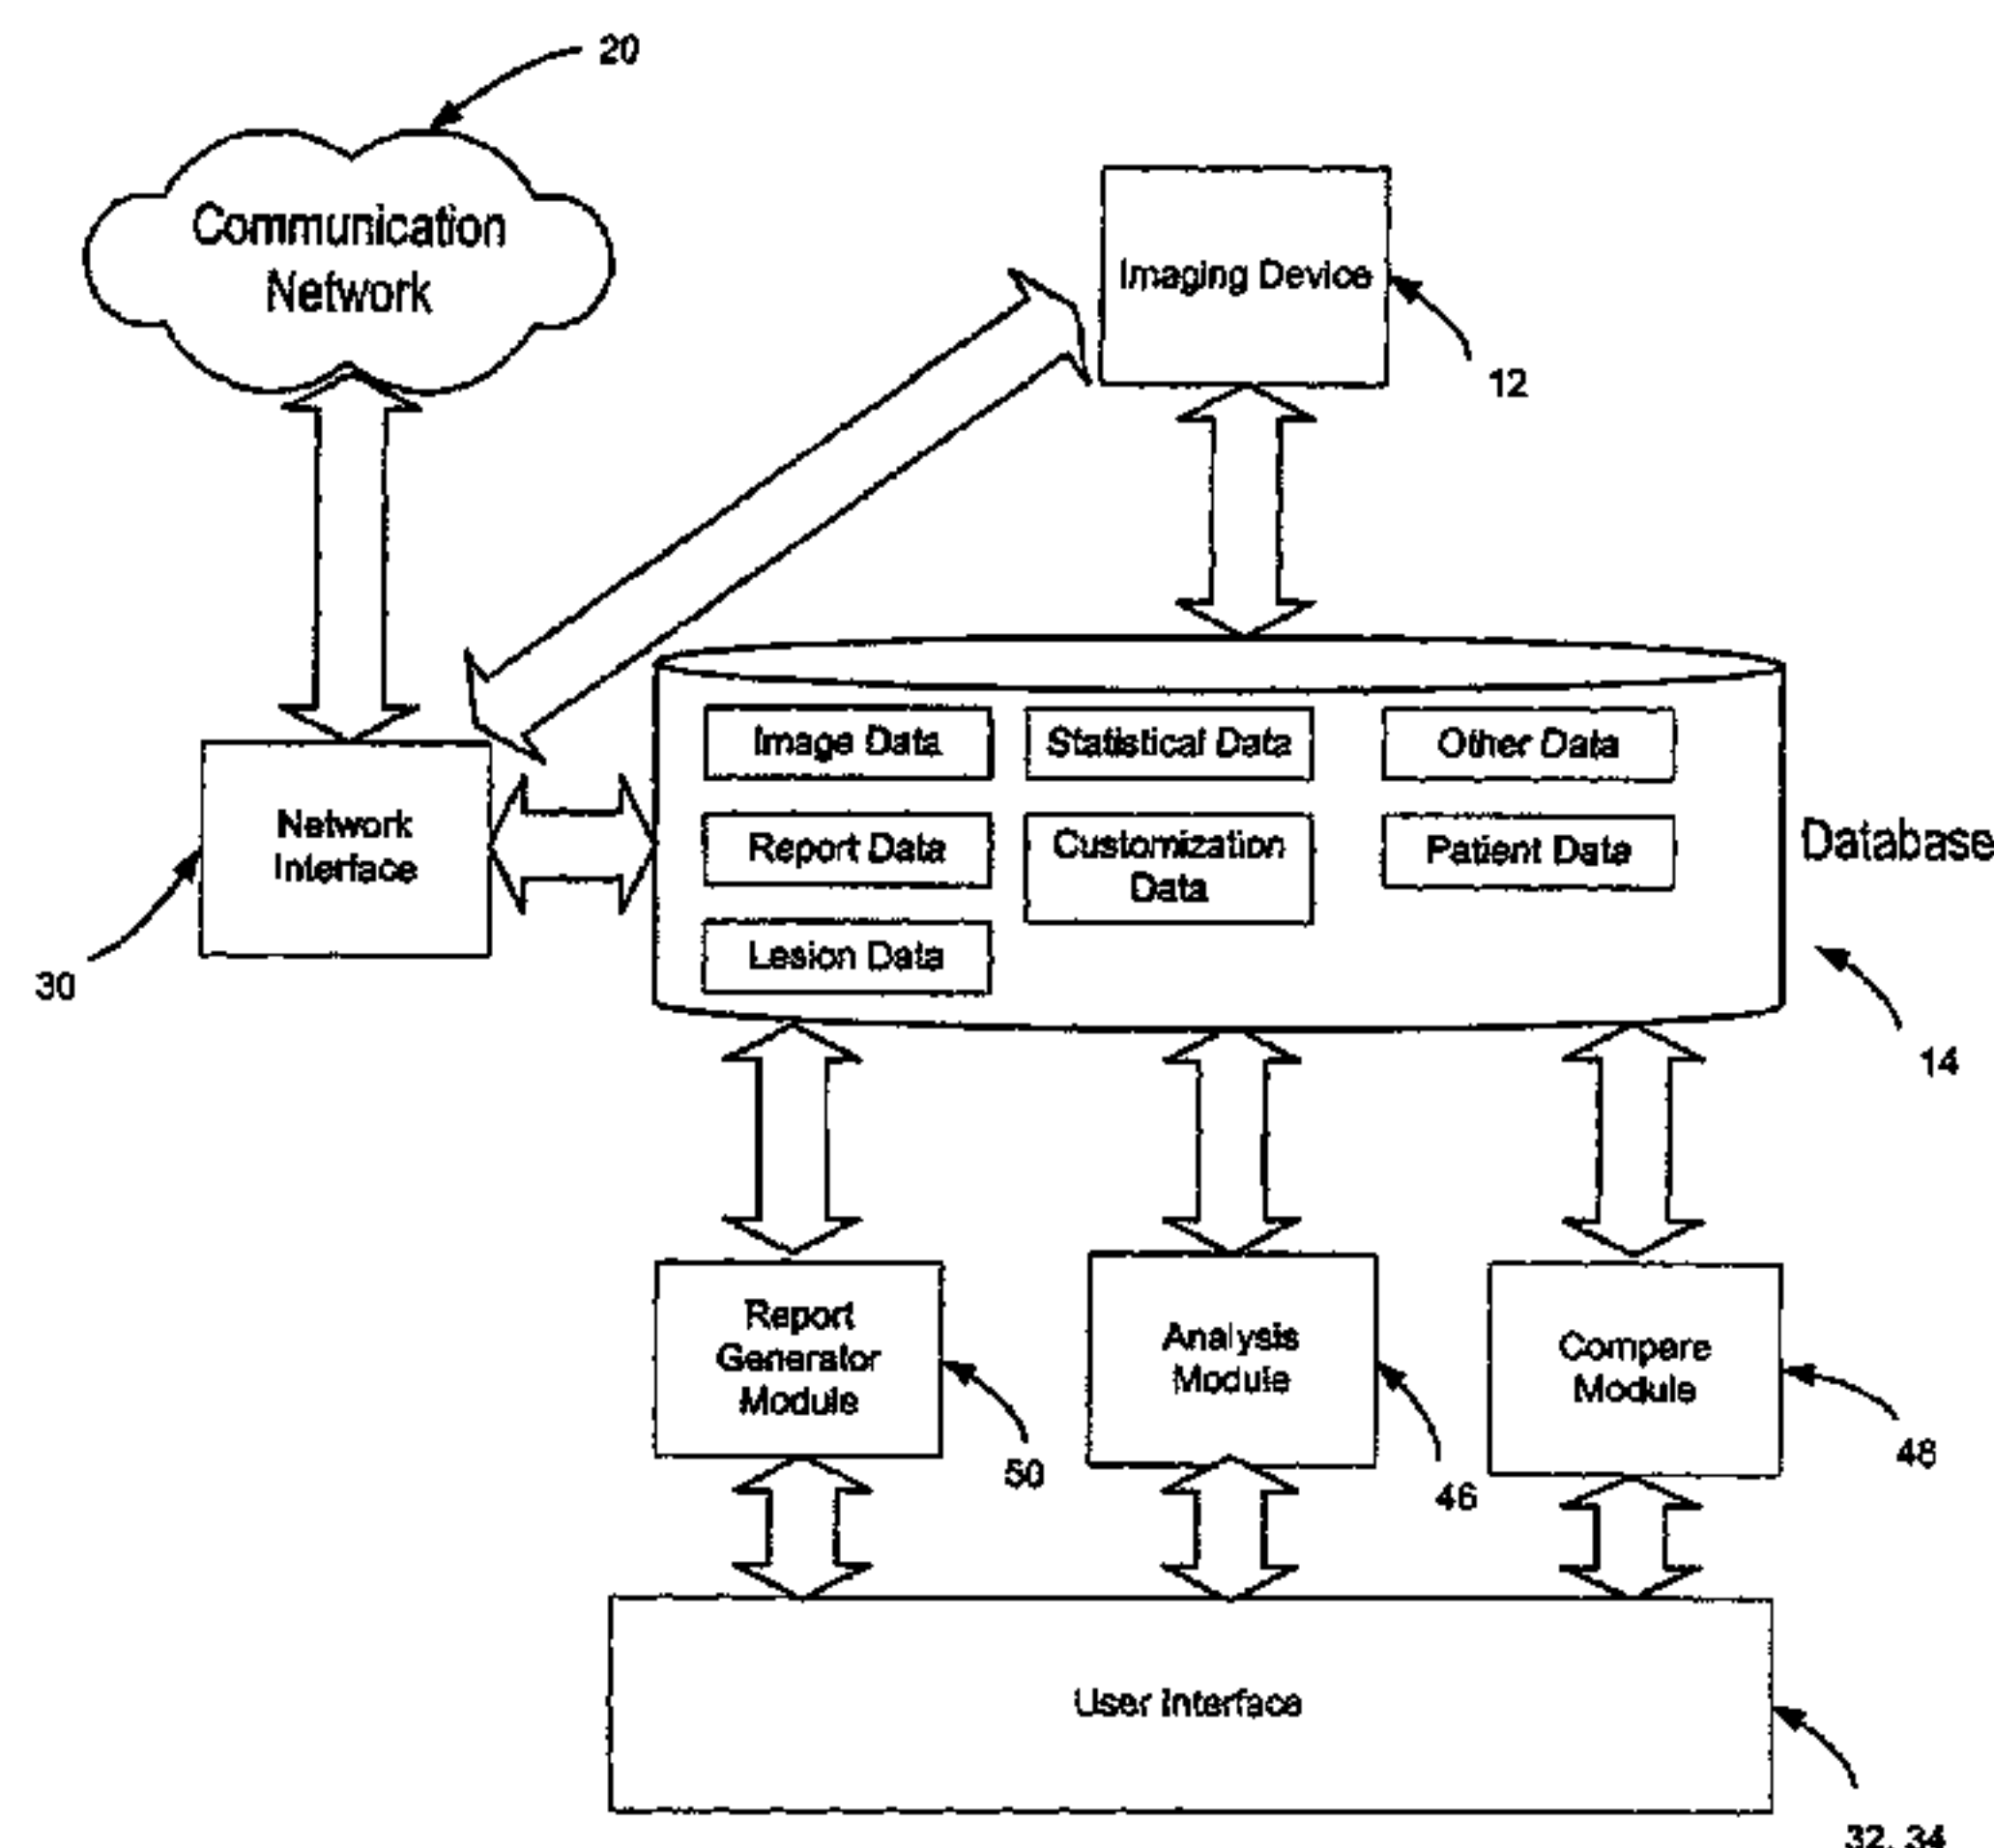 20
Communication
Network
Imaging Device
12
Image Data
Statistical Data
Other Data
Network
Interface
Report Data
Customization
Data
Patient Data
Database
Lesion Data
30
14
Report
Generator
Module
Analysis
Module
Compare
Module
50
46
48
User Interface
32, 34